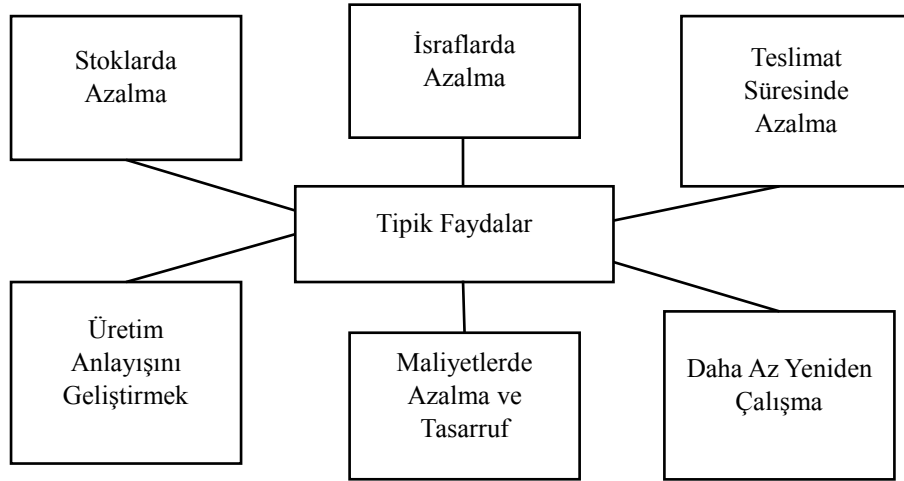 Stoklarda
Azalma
İsraflarda
Azalma
Teslimat
Süresinde
Azalma
Tipik Faydalar
Üretim
Anlayışını
Geliştirmek
Maliyetlerde
Azalma ve
Tasarruf
Daha Az Yeniden
Çalışma